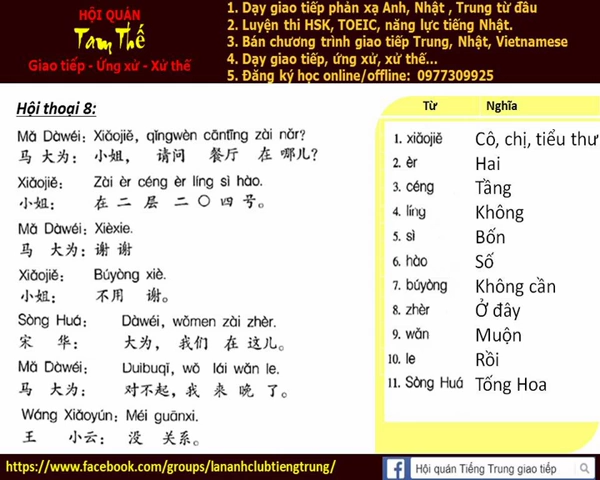 HỘI QUÁN
Tam Thế
Giao tiếp - Ứng xử - Xử thế
1. Dạy giao tiếp phản xạ Anh, Nhật , Trung từ đầu
2. Luyện thi HSK, TOEIC, năng lực tiếng Nhật.
3. Bán chương trình giao tiếp Trung, Nhật, Vietnamese
4. Dạy giao tiếp, ứng xử, xử thế...
5. Đăng ký học online/offline: 0977309925
Hội thoại 8:
Mǎ Dàwéi: Xiǎojiě, qǐngwèn cāntīng zài nǎr?
马 大为: 小姐, 请问 餐厅 在 哪儿?
Xiǎojiě: Zài èr céng èr líng sì hào.
小姐: 在 二 层 二 〇 四 号。
Mǎ Dàwéi: Xièxie.
马 大为: 谢 谢
Xiǎojiě: Búyòng xiè.
小姐: 不用 谢。
Sòng Huá: Dàwéi, wǒmen zài zhèr.
宋 华: 大为, 我们 在 这儿。
Mǎ Dàwéi: Duìbuqǐ, wǒ lái wǎn le.
马 大为: 对不起, 我 来 晚 了。
Wáng Xiǎoyún: Méi guānxi.
王 小云: 没 关系。
Từ Nghĩa
1. xiǎojiě Cô, chị, tiểu thư
2. èr Hai
3. céng Tầng
4. líng Không
5. sì Bốn
6. hào Số
7. búyòng Không cần
8. zhèr Ở đây
9. wǎn Muộn
10. le Rồi
11. Sòng Huá Tống Hoa
https://www.facebook.com/groups/lananhclubtiengtrung/
f Hội quán Tiếng Trung giao tiếp